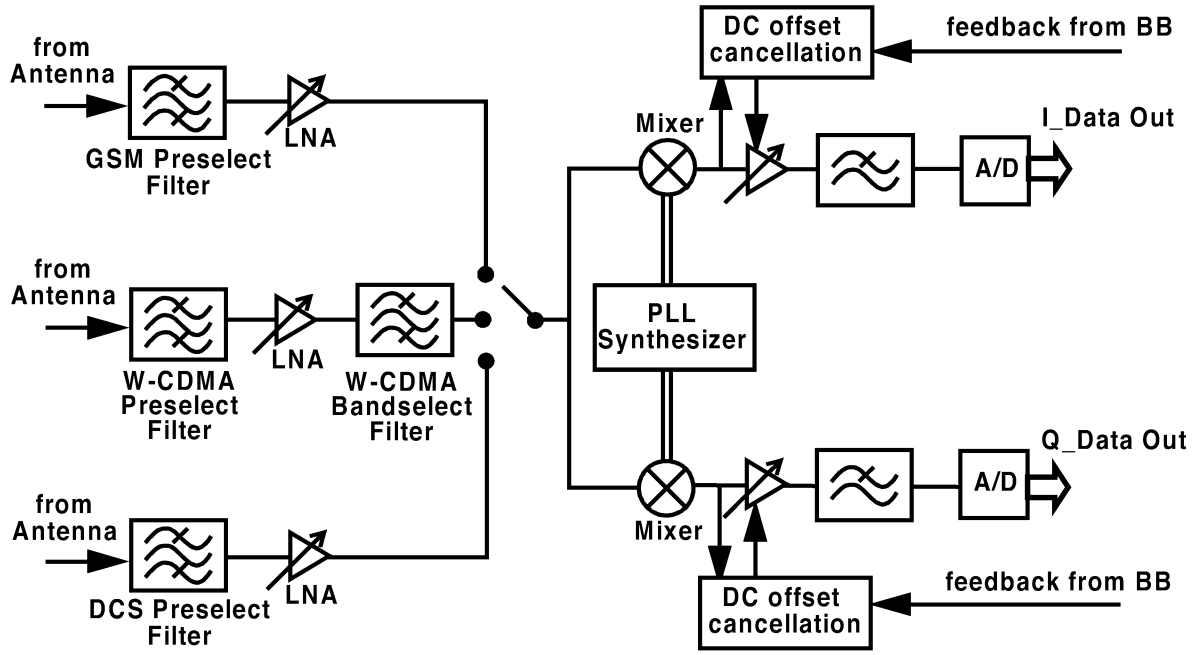 from
Antenna
GSM Preselect
Filter
LNA
from
Antenna
W-CDMA
Preselect
Filter
LNA
W-CDMA
Bandselect
Filter
from
Antenna
DCS Preselect
Filter
LNA
Mixer
PLL
Synthesizer
Mixer
DC offset
cancellation
feedback from BB
A/D
I_Data Out
A/D
Q_Data Out
DC offset
cancellation
feedback from BB